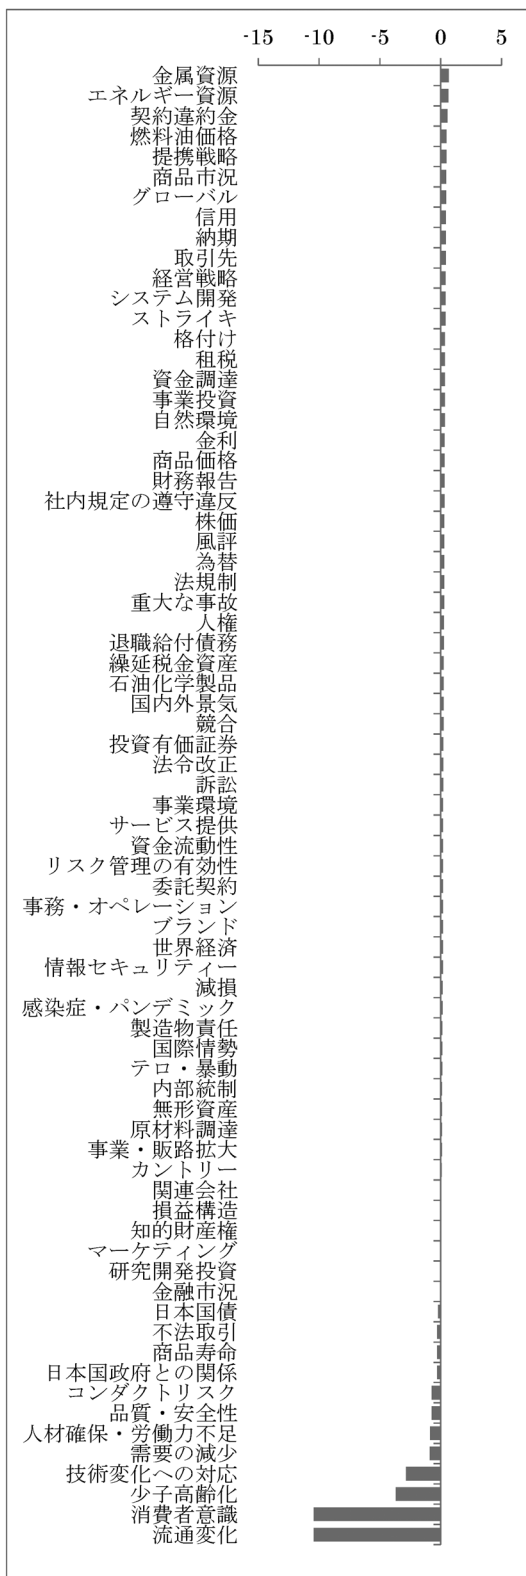 -15 -10 -5 0 5
金属資源
エネルギー資源
契約違約金
燃料油価格
提携戦略
商品市況
グローバル
信用
納期
取引先
経営戦略
システム開発
ストライキ
格付け
租税
資金調達
事業投資
自然環境
金利
商品価格
財務報告
社内規定の遵守違反
株価
風評
為替
法規制
重大な事故
人権
退職給付債務
繰延税金資産
石油化学製品
国内外景気
競合
投資有価証券
法令改正
訴訟
事業環境
サービス提供
資金流動性
リスク管理の有効性
委託契約
事務・オペレーション
ブランド
世界経済
情報セキュリティー
減損
感染症・パンデミック
製造物責任
国際情勢
テロ・暴動
内部統制
無形資産
原材料調達
事業・販路拡大
カントリー
関連会社
損益構造
知的財産権
マーケティング
研究開発投資
金融市況
日本国債
不法取引
商品寿命
日本国政府との関係
コンダクトリスク
品質・安全性
人材確保・労働力不足
需要の減少
技術変化への対応
少子高齢化
消費者意識
流通変化